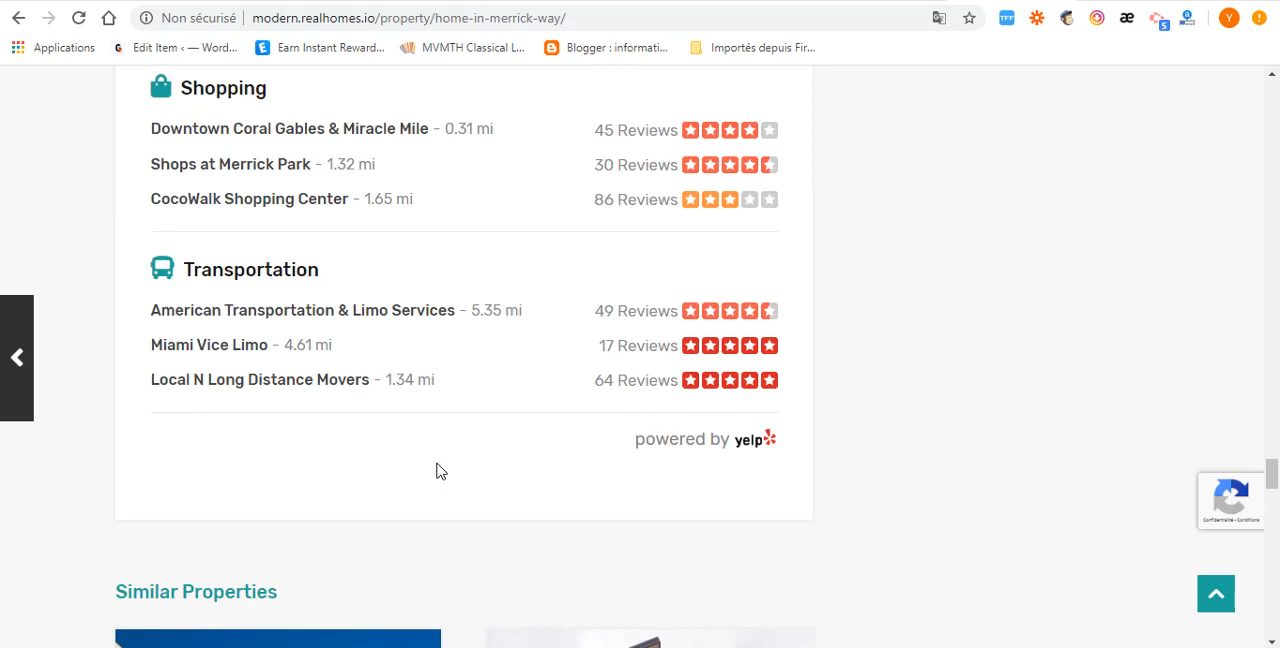 Non sécurisé | modern.realhomes.io/property/home-in-merrick-way/
TFF æ 5 Y
Applications Edit Item ‹ — Word... Earn Instant Reward... MVMTH Classical L... Blogger : informati... Importés depuis Fir...
Shopping
Downtown Coral Gables & Miracle Mile - 0.31 mi 45 Reviews
Shops at Merrick Park - 1.32 mi 30 Reviews
CocoWalk Shopping Center - 1.65 mi 86 Reviews
Transportation
American Transportation & Limo Services - 5.35 mi 49 Reviews
Miami Vice Limo - 4.61 mi 17 Reviews
Local N Long Distance Movers - 1.34 mi 64 Reviews
powered by yelp
Confidentialité - Conditions
Similar Properties